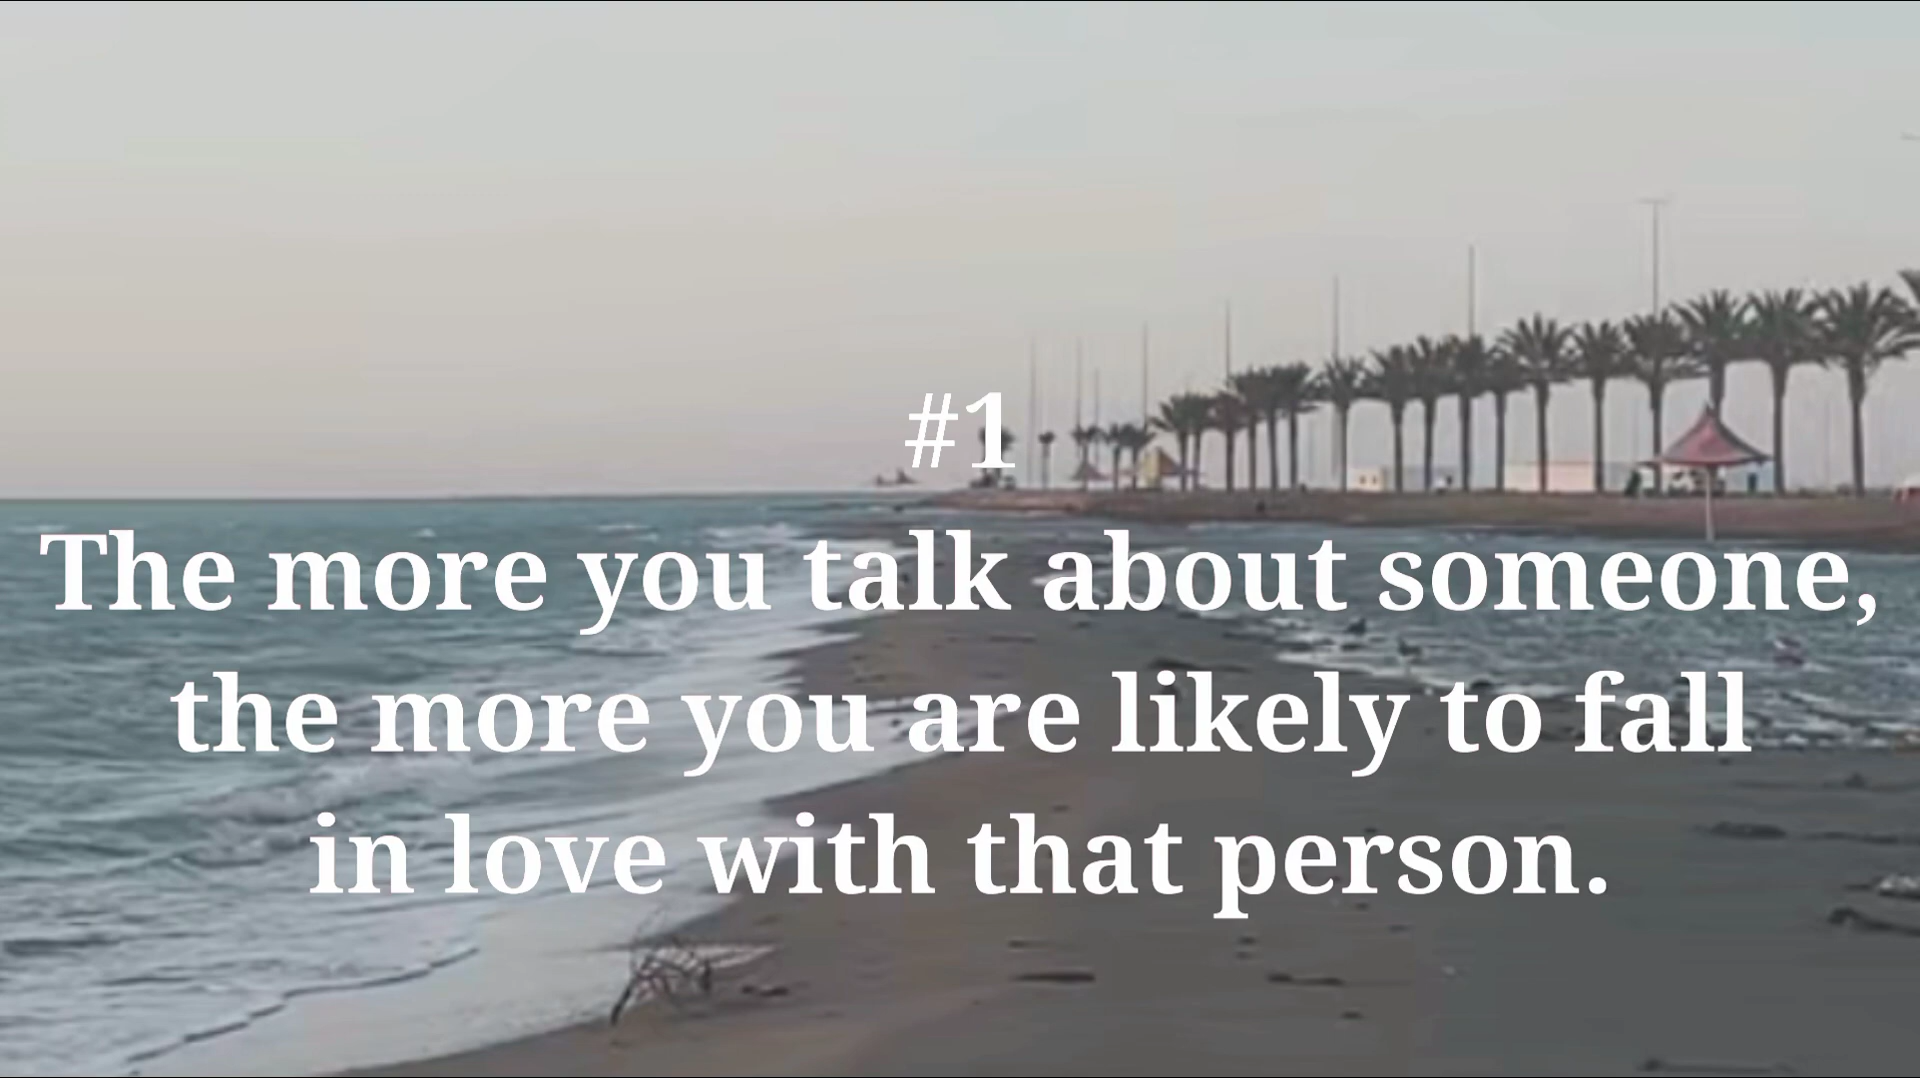 #1
The more you talk about someone,
the more you are likely to fall
in love with that person.